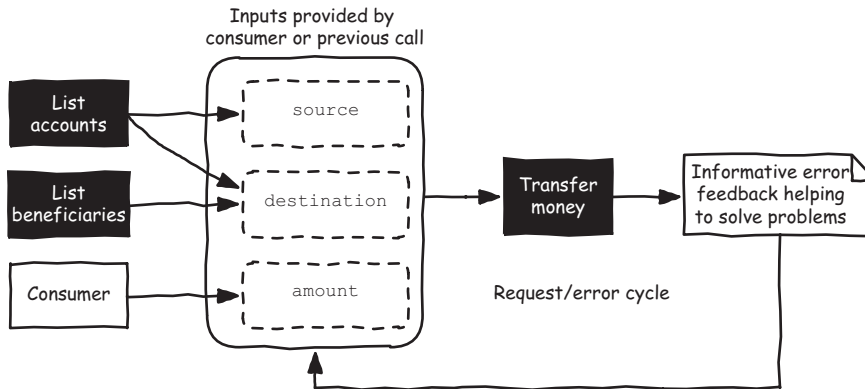 Inputs provided by
consumer or previous call
List
accounts
source
List
beneficiaries
destination
Transfer
money
Informative error
feedback helping
to solve problems
Consumer
amount
Request/error cycle